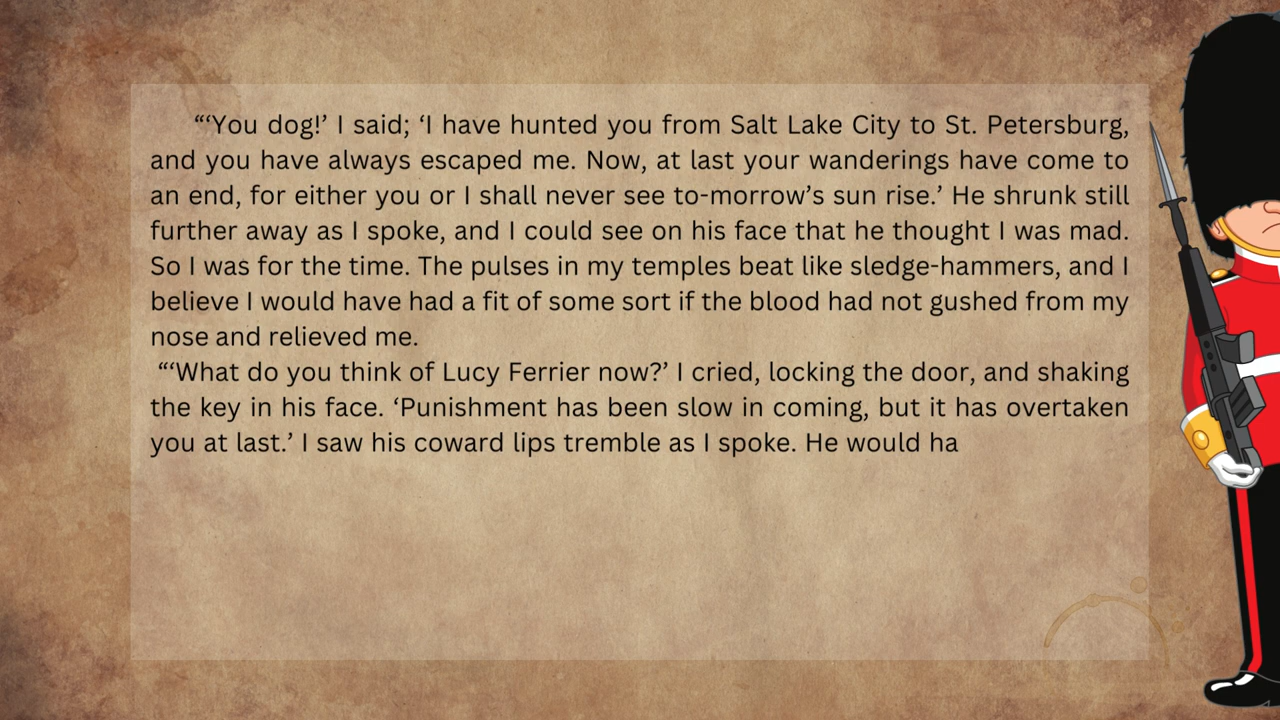 “‘You dog!’ I said; ‘I have hunted you from Salt Lake City to St. Petersburg,
and you have always escaped me. Now, at last your wanderings have come to
an end, for either you or I shall never see to-morrow’s sun rise.’ He shrunk still
further away as I spoke, and I could see on his face that he thought I was mad.
So I was for the time. The pulses in my temples beat like sledge-hammers, and I
believe I would have had a fit of some sort if the blood had not gushed from my
nose and relieved me.
“‘What do you think of Lucy Ferrier now?’ I cried, locking the door, and shaking
the key in his face. ‘Punishment has been slow in coming, but it has overtaken
you at last.’ I saw his coward lips tremble as I spoke. He would ha